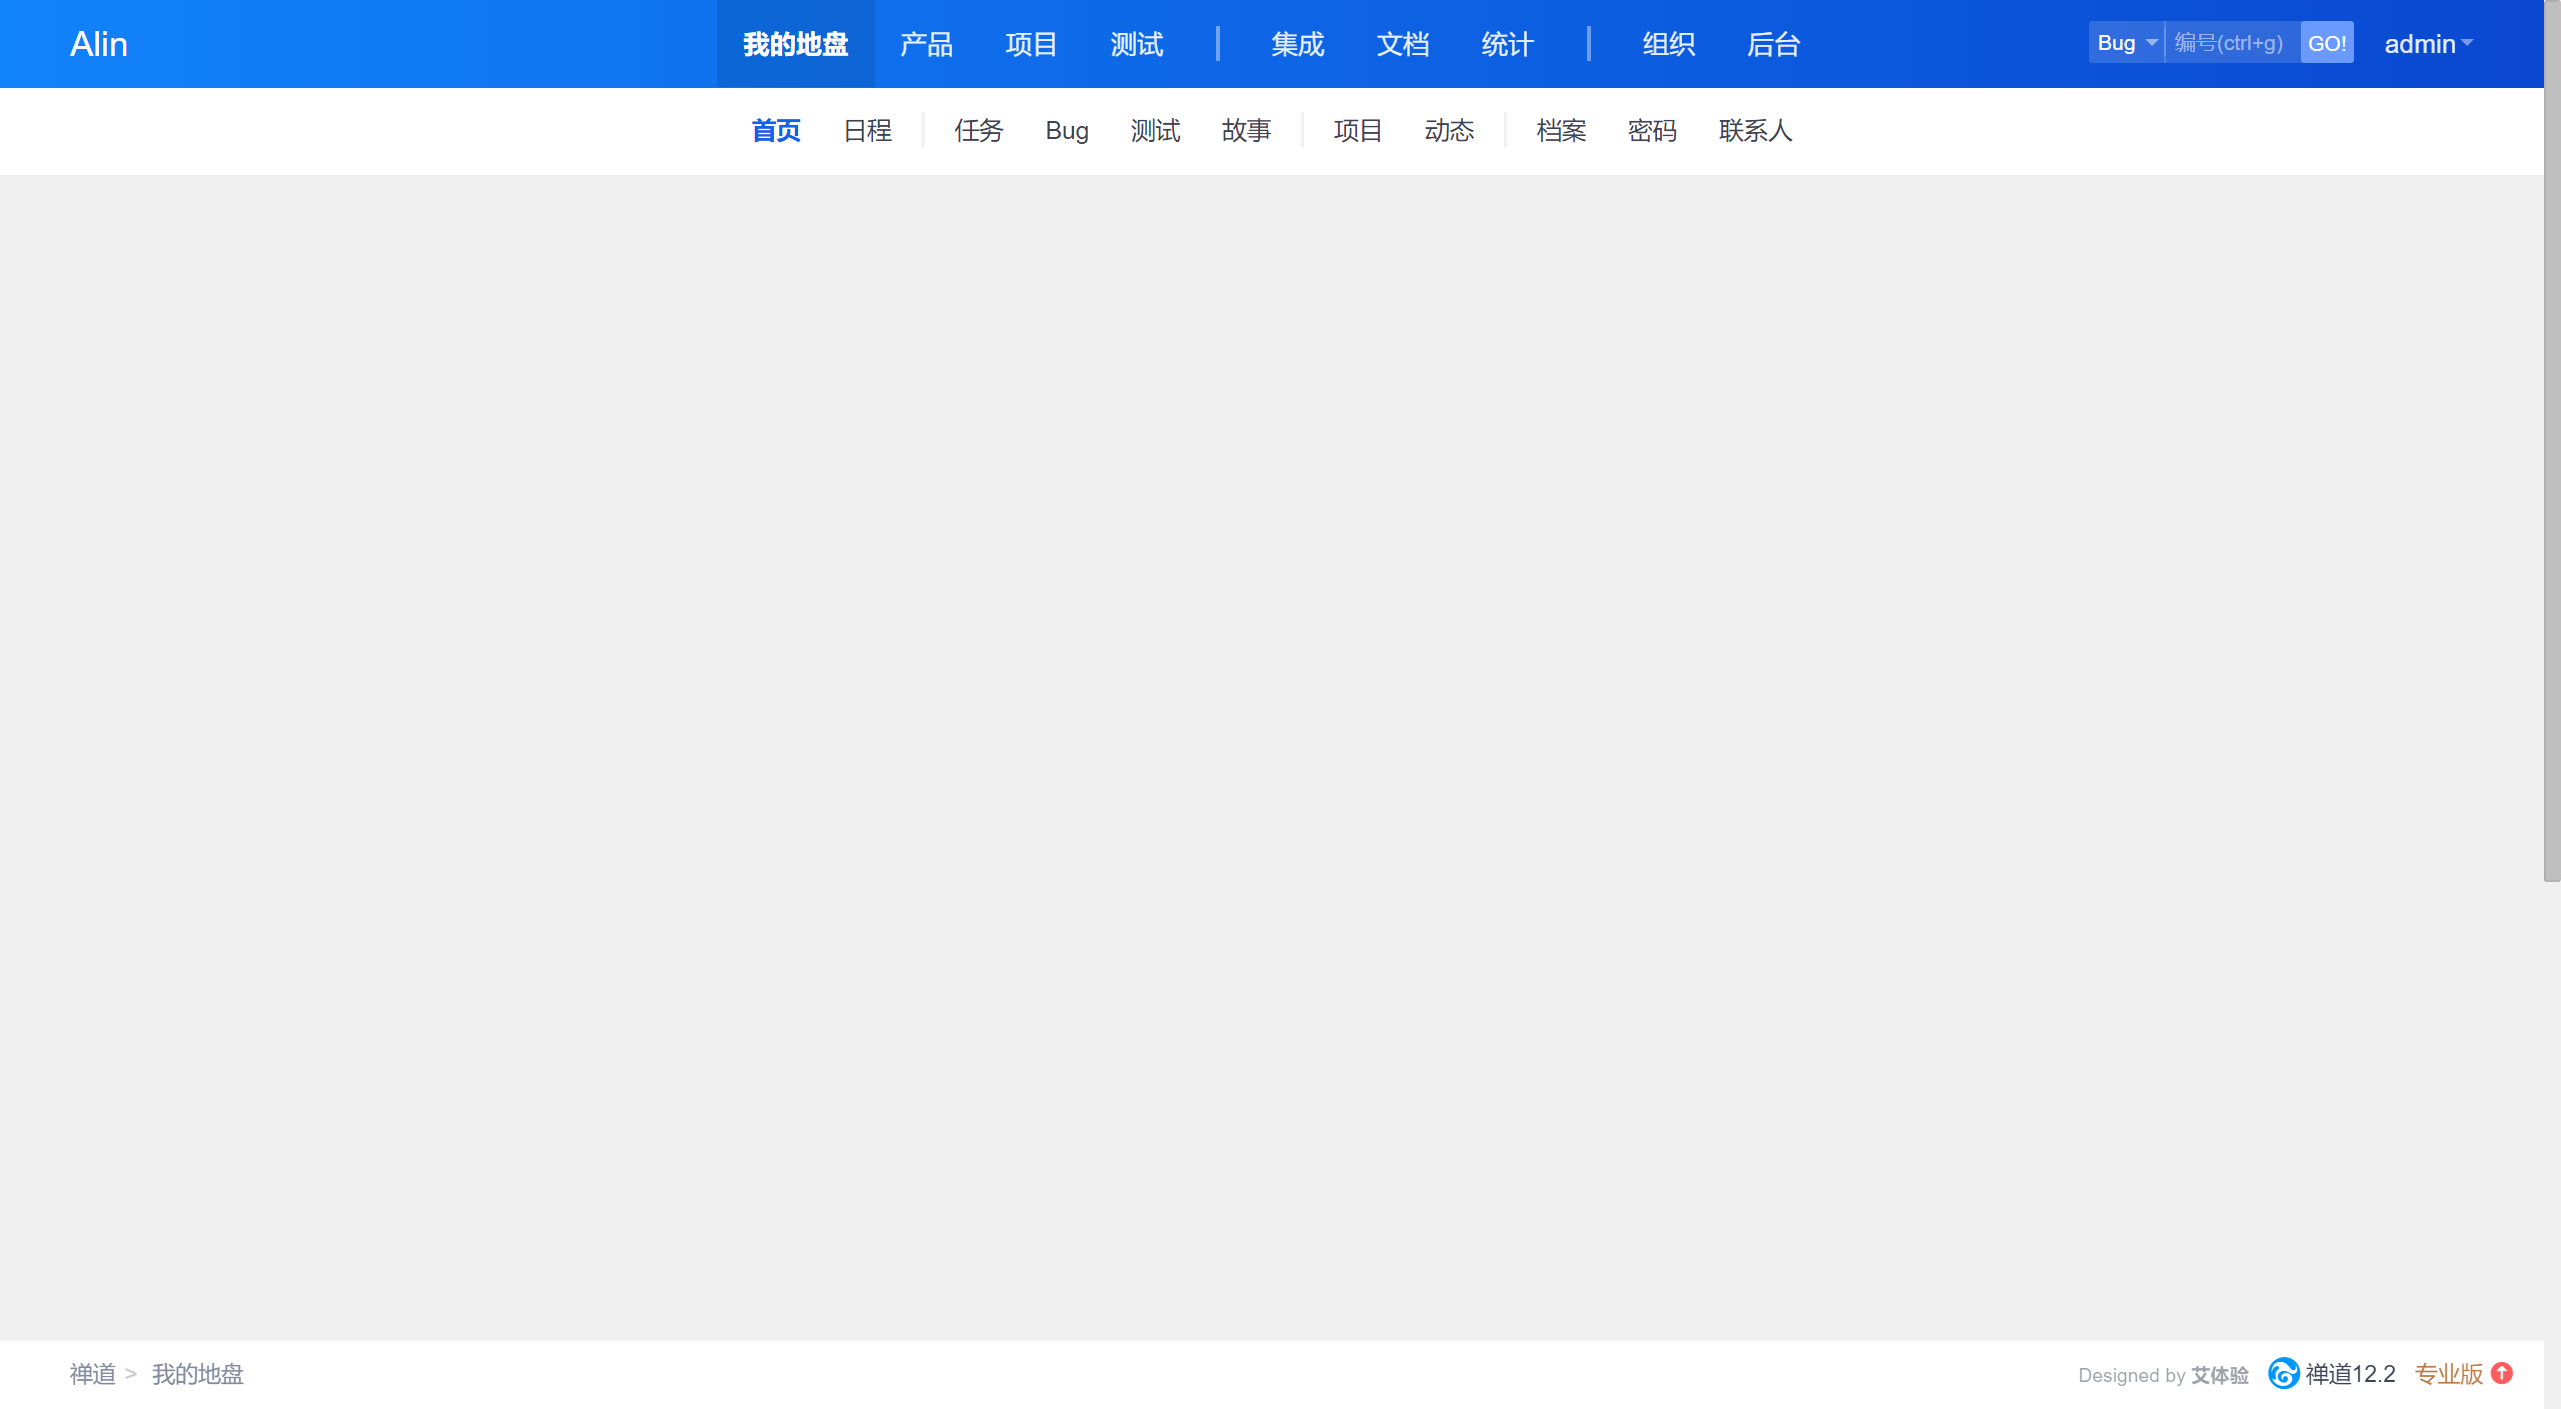 Alin 我的地盘 产品 项目 测试 集成 文档 统计 组织 后台 Bug 编号(ctrl+g) GO! admin
首页 日程 任务 Bug 测试 故事 项目 动态 档案 密码 联系人
禅道 > 我的地盘 Designed by 艾体验 禅道12.2 专业版